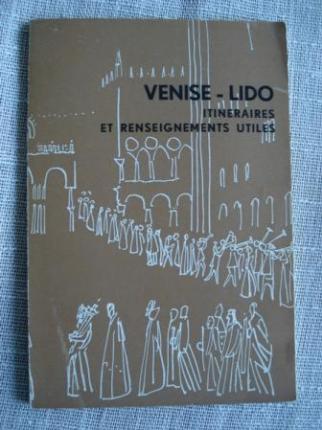 VENISE - LIDO
ITINERAIRES
ET RENSEIGNEMENTS UTILES